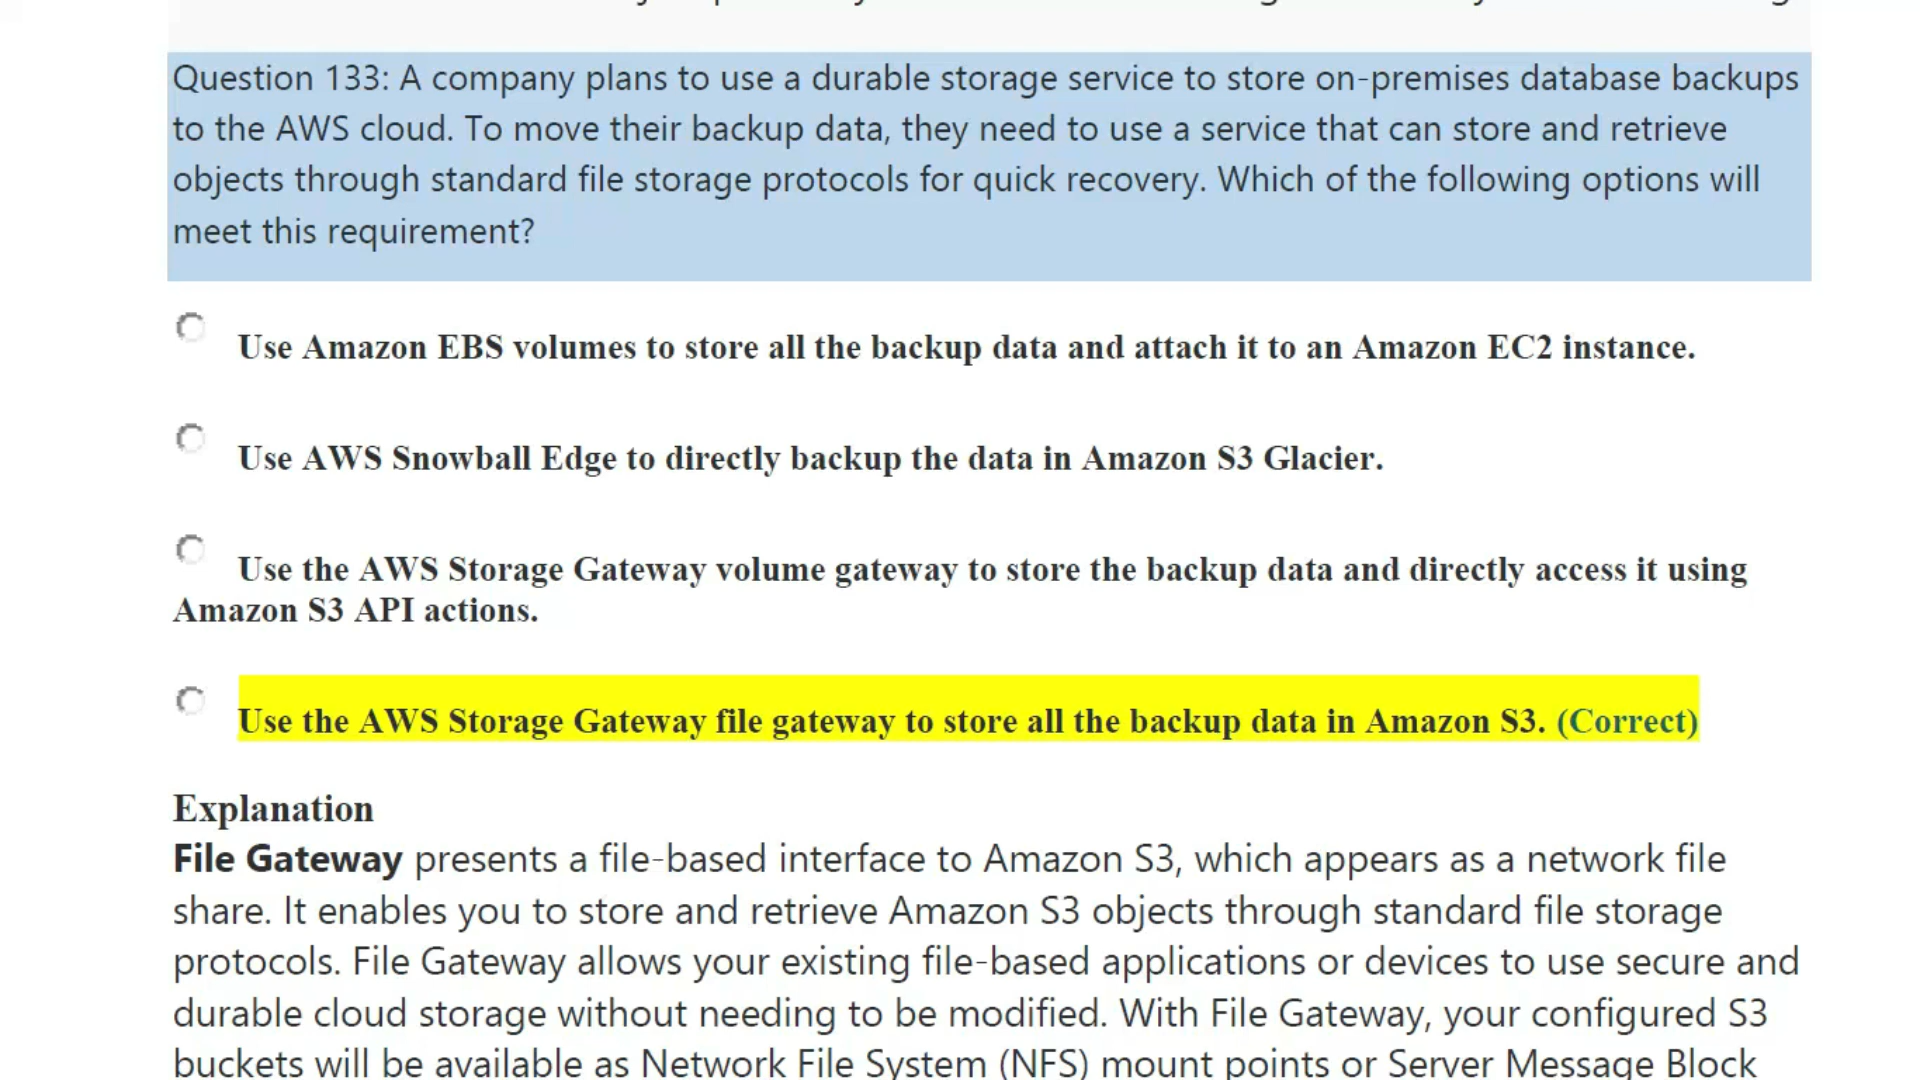 Question 133: A company plans to use a durable storage service to store on-premises database backups
to the AWS cloud. To move their backup data, they need to use a service that can store and retrieve
objects through standard file storage protocols for quick recovery. Which of the following options will
meet this requirement?
Use Amazon EBS volumes to store all the backup data and attach it to an Amazon EC2 instance.
Use AWS Snowball Edge to directly backup the data in Amazon S3 Glacier.
Use the AWS Storage Gateway volume gateway to store the backup data and directly access it using
Amazon S3 API actions.
Use the AWS Storage Gateway file gateway to store all the backup data in Amazon S3. (Correct)
Explanation
File Gateway presents a file-based interface to Amazon S3, which appears as a network file
share. It enables you to store and retrieve Amazon S3 objects through standard file storage
protocols. File Gateway allows your existing file-based applications or devices to use secure and
durable cloud storage without needing to be modified. With File Gateway, your configured S3
buckets will be available as Network File System (NFS) mount points or Server Message Block